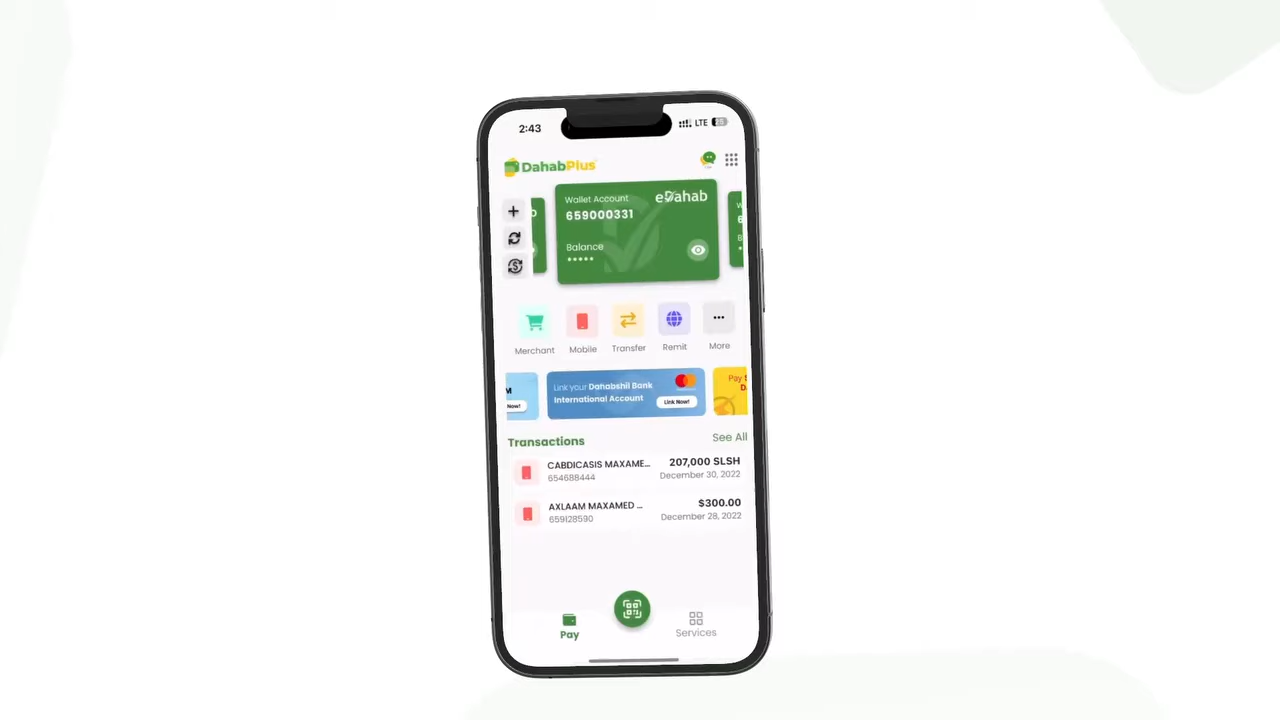 2:43
LTE
DahabPlus
Wallet Account
eDahab
659000331
Balance
*****
Merchant
Mobile
Transfer
Remit
More
M
Now!
Link your Dahabshil Bank
International Account
Link Now!
Pay
Transactions
See All
CABDICASIS MAXAME...
207,000 SLSH
654688444
December 30, 2022
AXLAAM MAXAMED ...
$300.00
659128590
December 28, 2022
Pay
Services